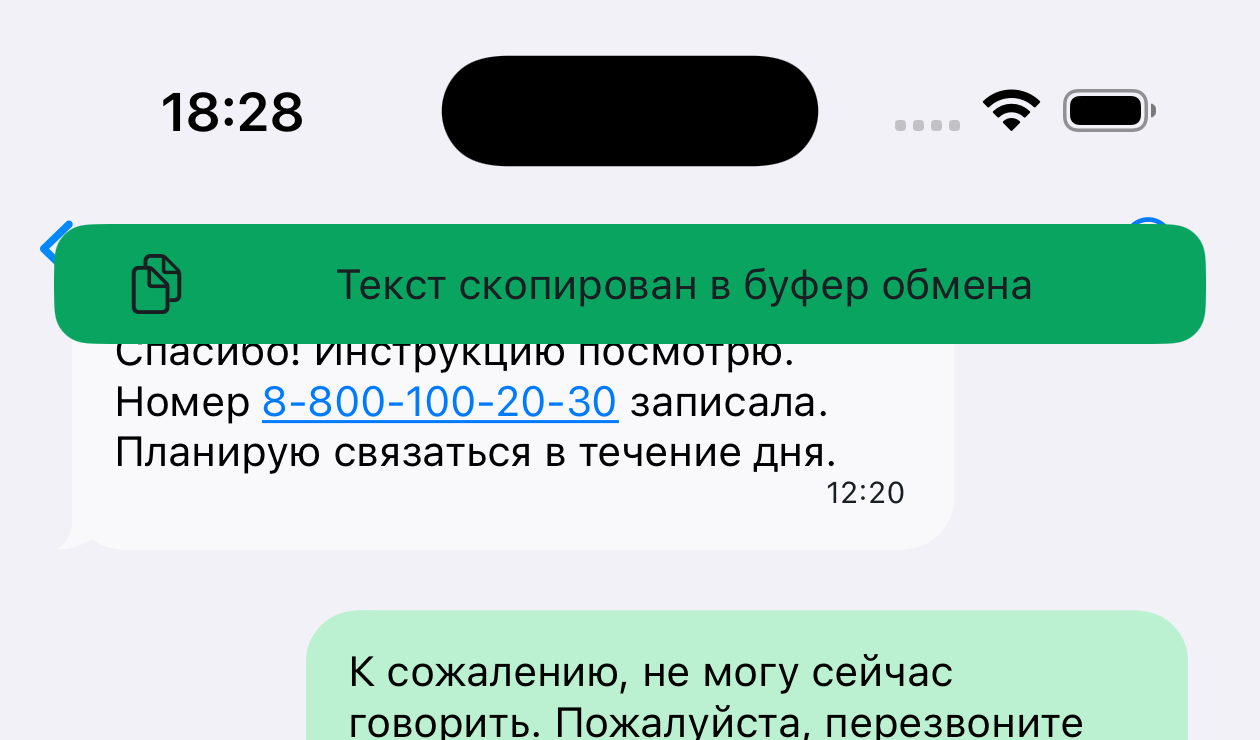 18:28
Текст скопирован в буфер обмена
Спасибо! Инструкцию посмотрю.
Номер 8-800-100-20-30 записала.
Планирую связаться в течение дня.
12:20
К сожалению, не могу сейчас
говорить. Пожалуйста, перезвоните